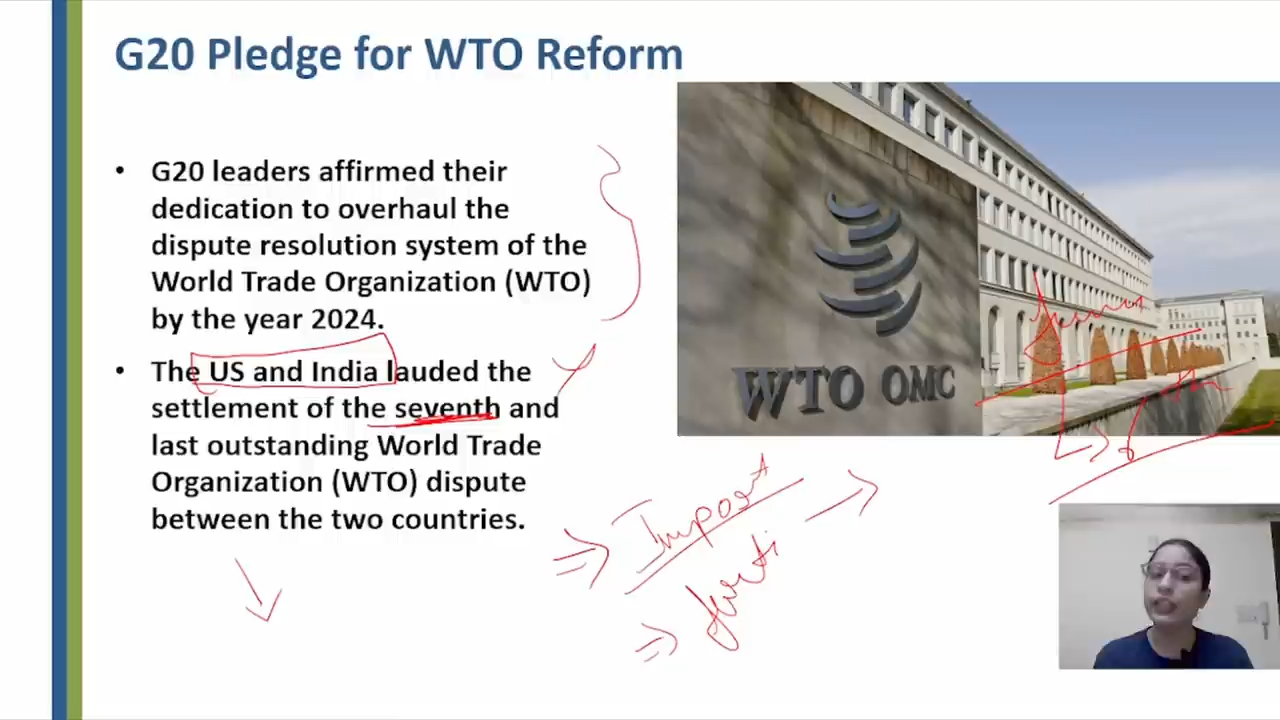 G20 Pledge for WTO Reform
• G20 leaders affirmed their
dedication to overhaul the
dispute resolution system of the
World Trade Organization (WTO)
by the year 2024.
• The US and India lauded the
settlement of the seventh and
last outstanding World Trade
Organization (WTO) dispute
between the two countries.
WTO OMC
Impoort